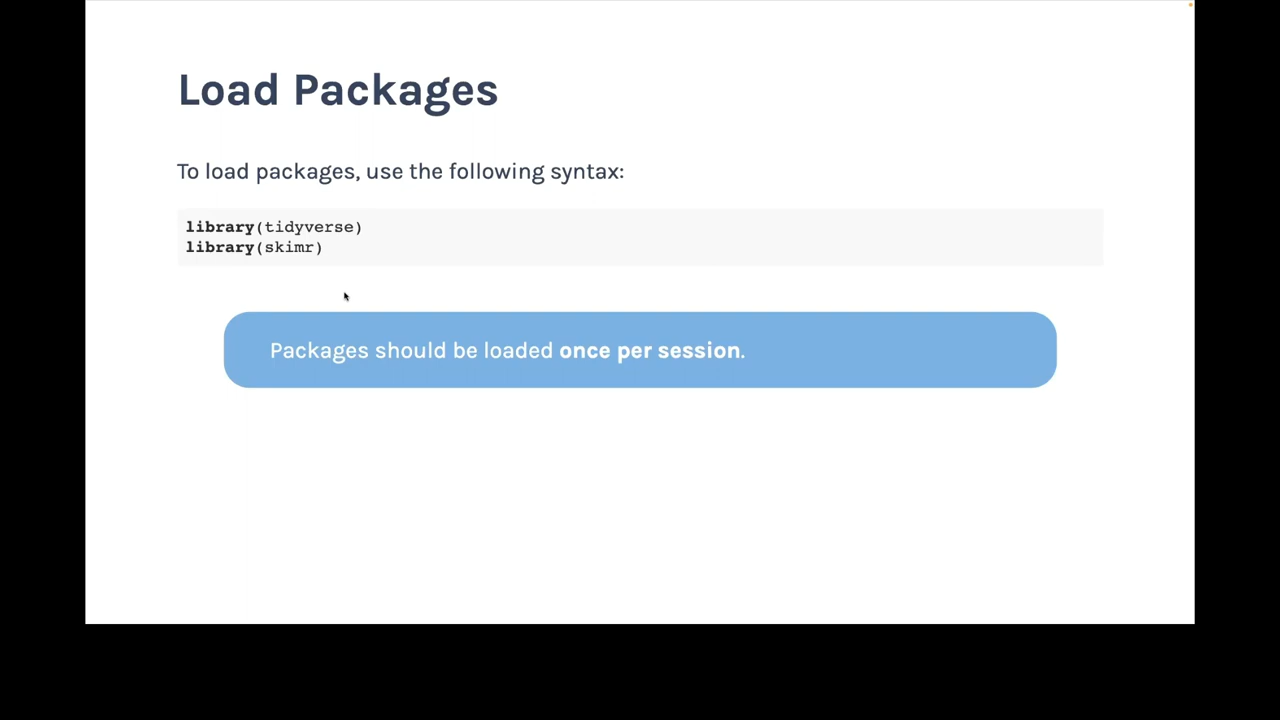 Load Packages
To load packages, use the following syntax:
library(tidyverse)
library(skimr)
Packages should be loaded once per session.